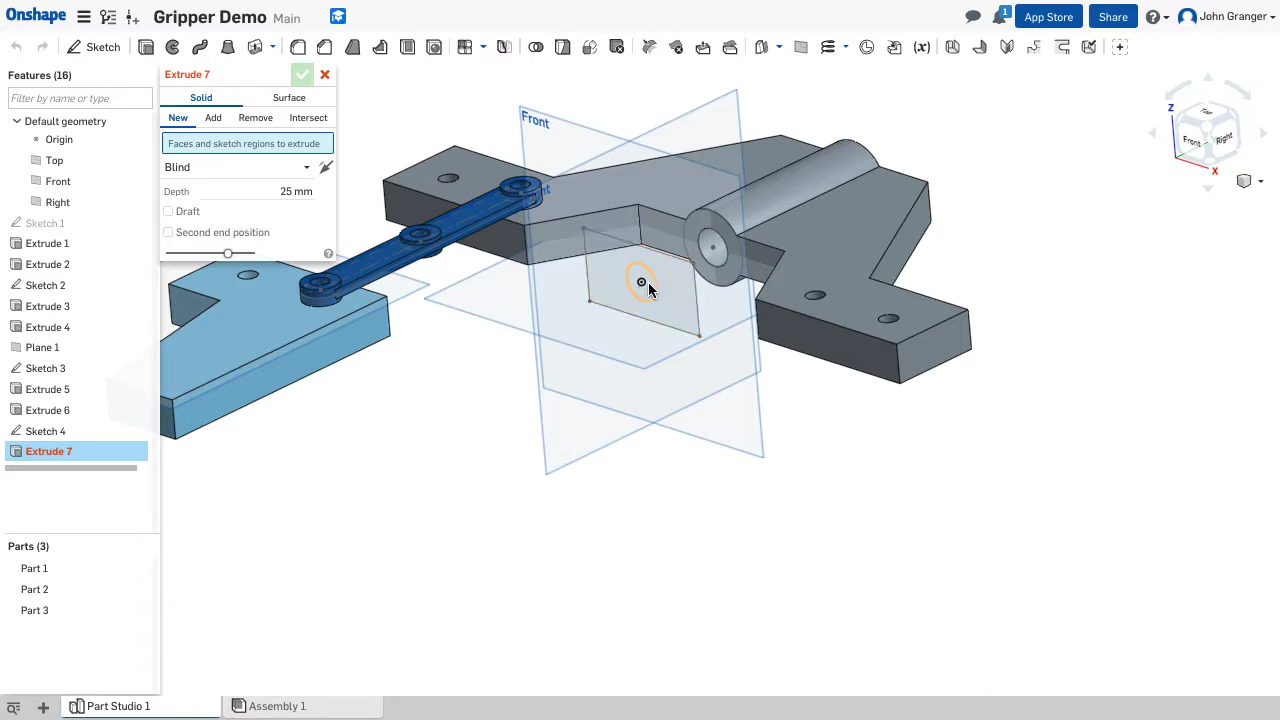 Onshape
Gripper Demo Main
1
App Store
Share
John Granger
Sketch
(x)
Features (16)
Filter by name or type
Default geometry
Origin
Top
Front
Right
Sketch 1
Extrude 1
Extrude 2
Sketch 2
Extrude 3
Extrude 4
Plane 1
Sketch 3
Extrude 5
Extrude 6
Sketch 4
Extrude 7
Parts (3)
Part 1
Part 2
Part 3
Extrude 7
Solid Surface
New Add Remove Intersect
Faces and sketch regions to extrude
Blind
Depth 25 mm
Draft
Second end position
Front
Z
Front
Right
X
Part Studio 1
Assembly 1